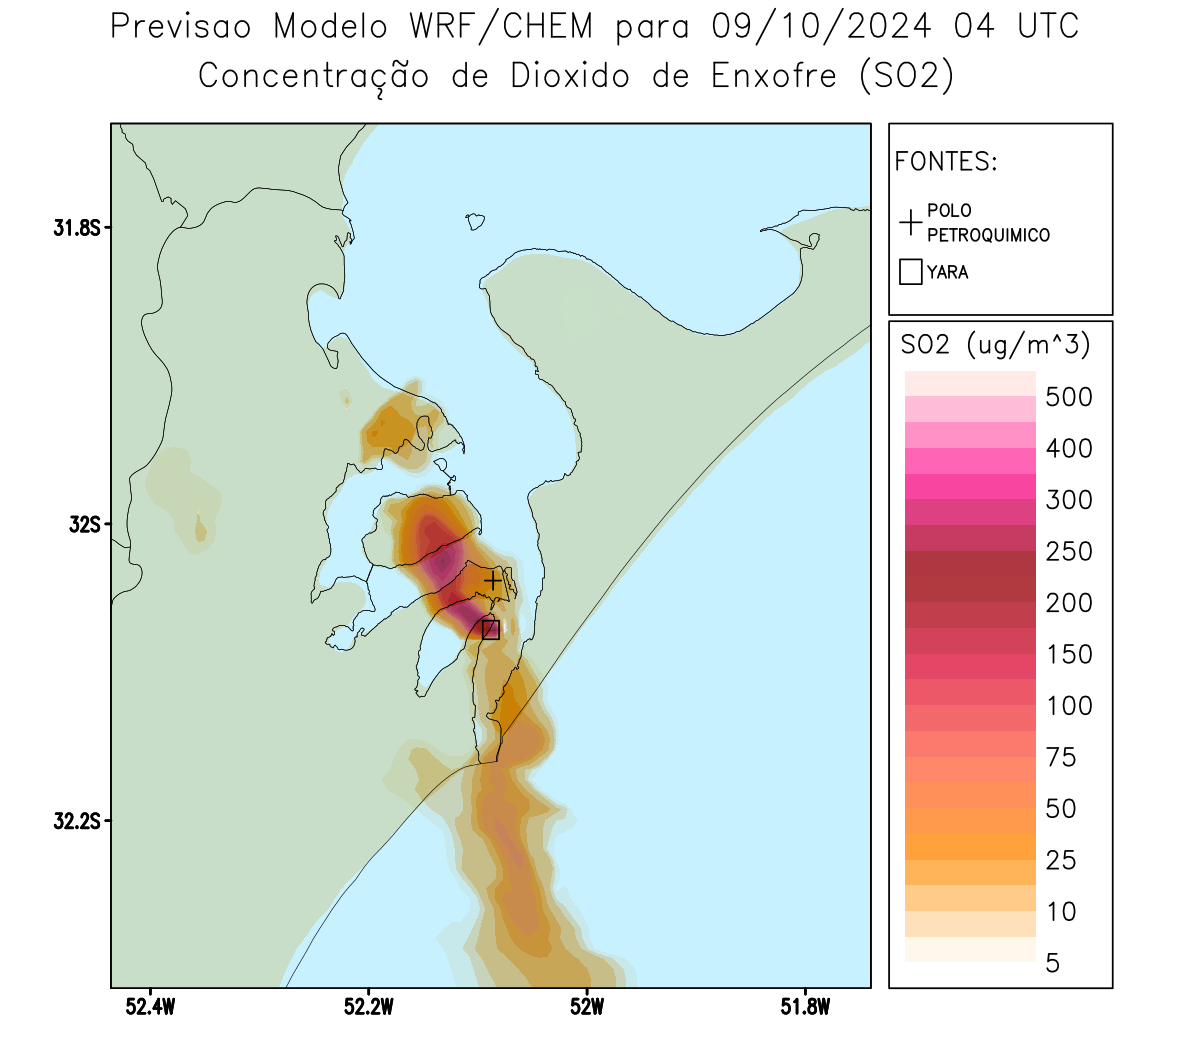 Previsao Modelo WRF/CHEM para 09/10/2024 04 UTC
Concentração de Dioxido de Enxofre (SO2)
FONTES:
POLO
PETROQUIMICO
YARA
SO2 (ug/m^3)
500
400
300
250
200
150
100
75
50
25
10
5
31.8S
32S
32.2S
52.4W
52.2W
52W
51.8W